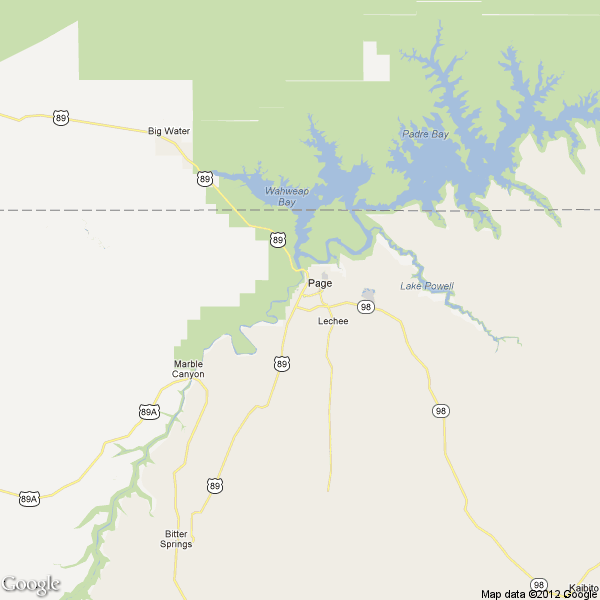 Padre Bay
89
Big Water
89
Wahweap
Bay
89
Page
Lake Powell
98
Lechee
Marble
Canyon
89
89A
98
89
89A
Bitter
Springs
98
Kaibito
Google
Map data ©2012 Google